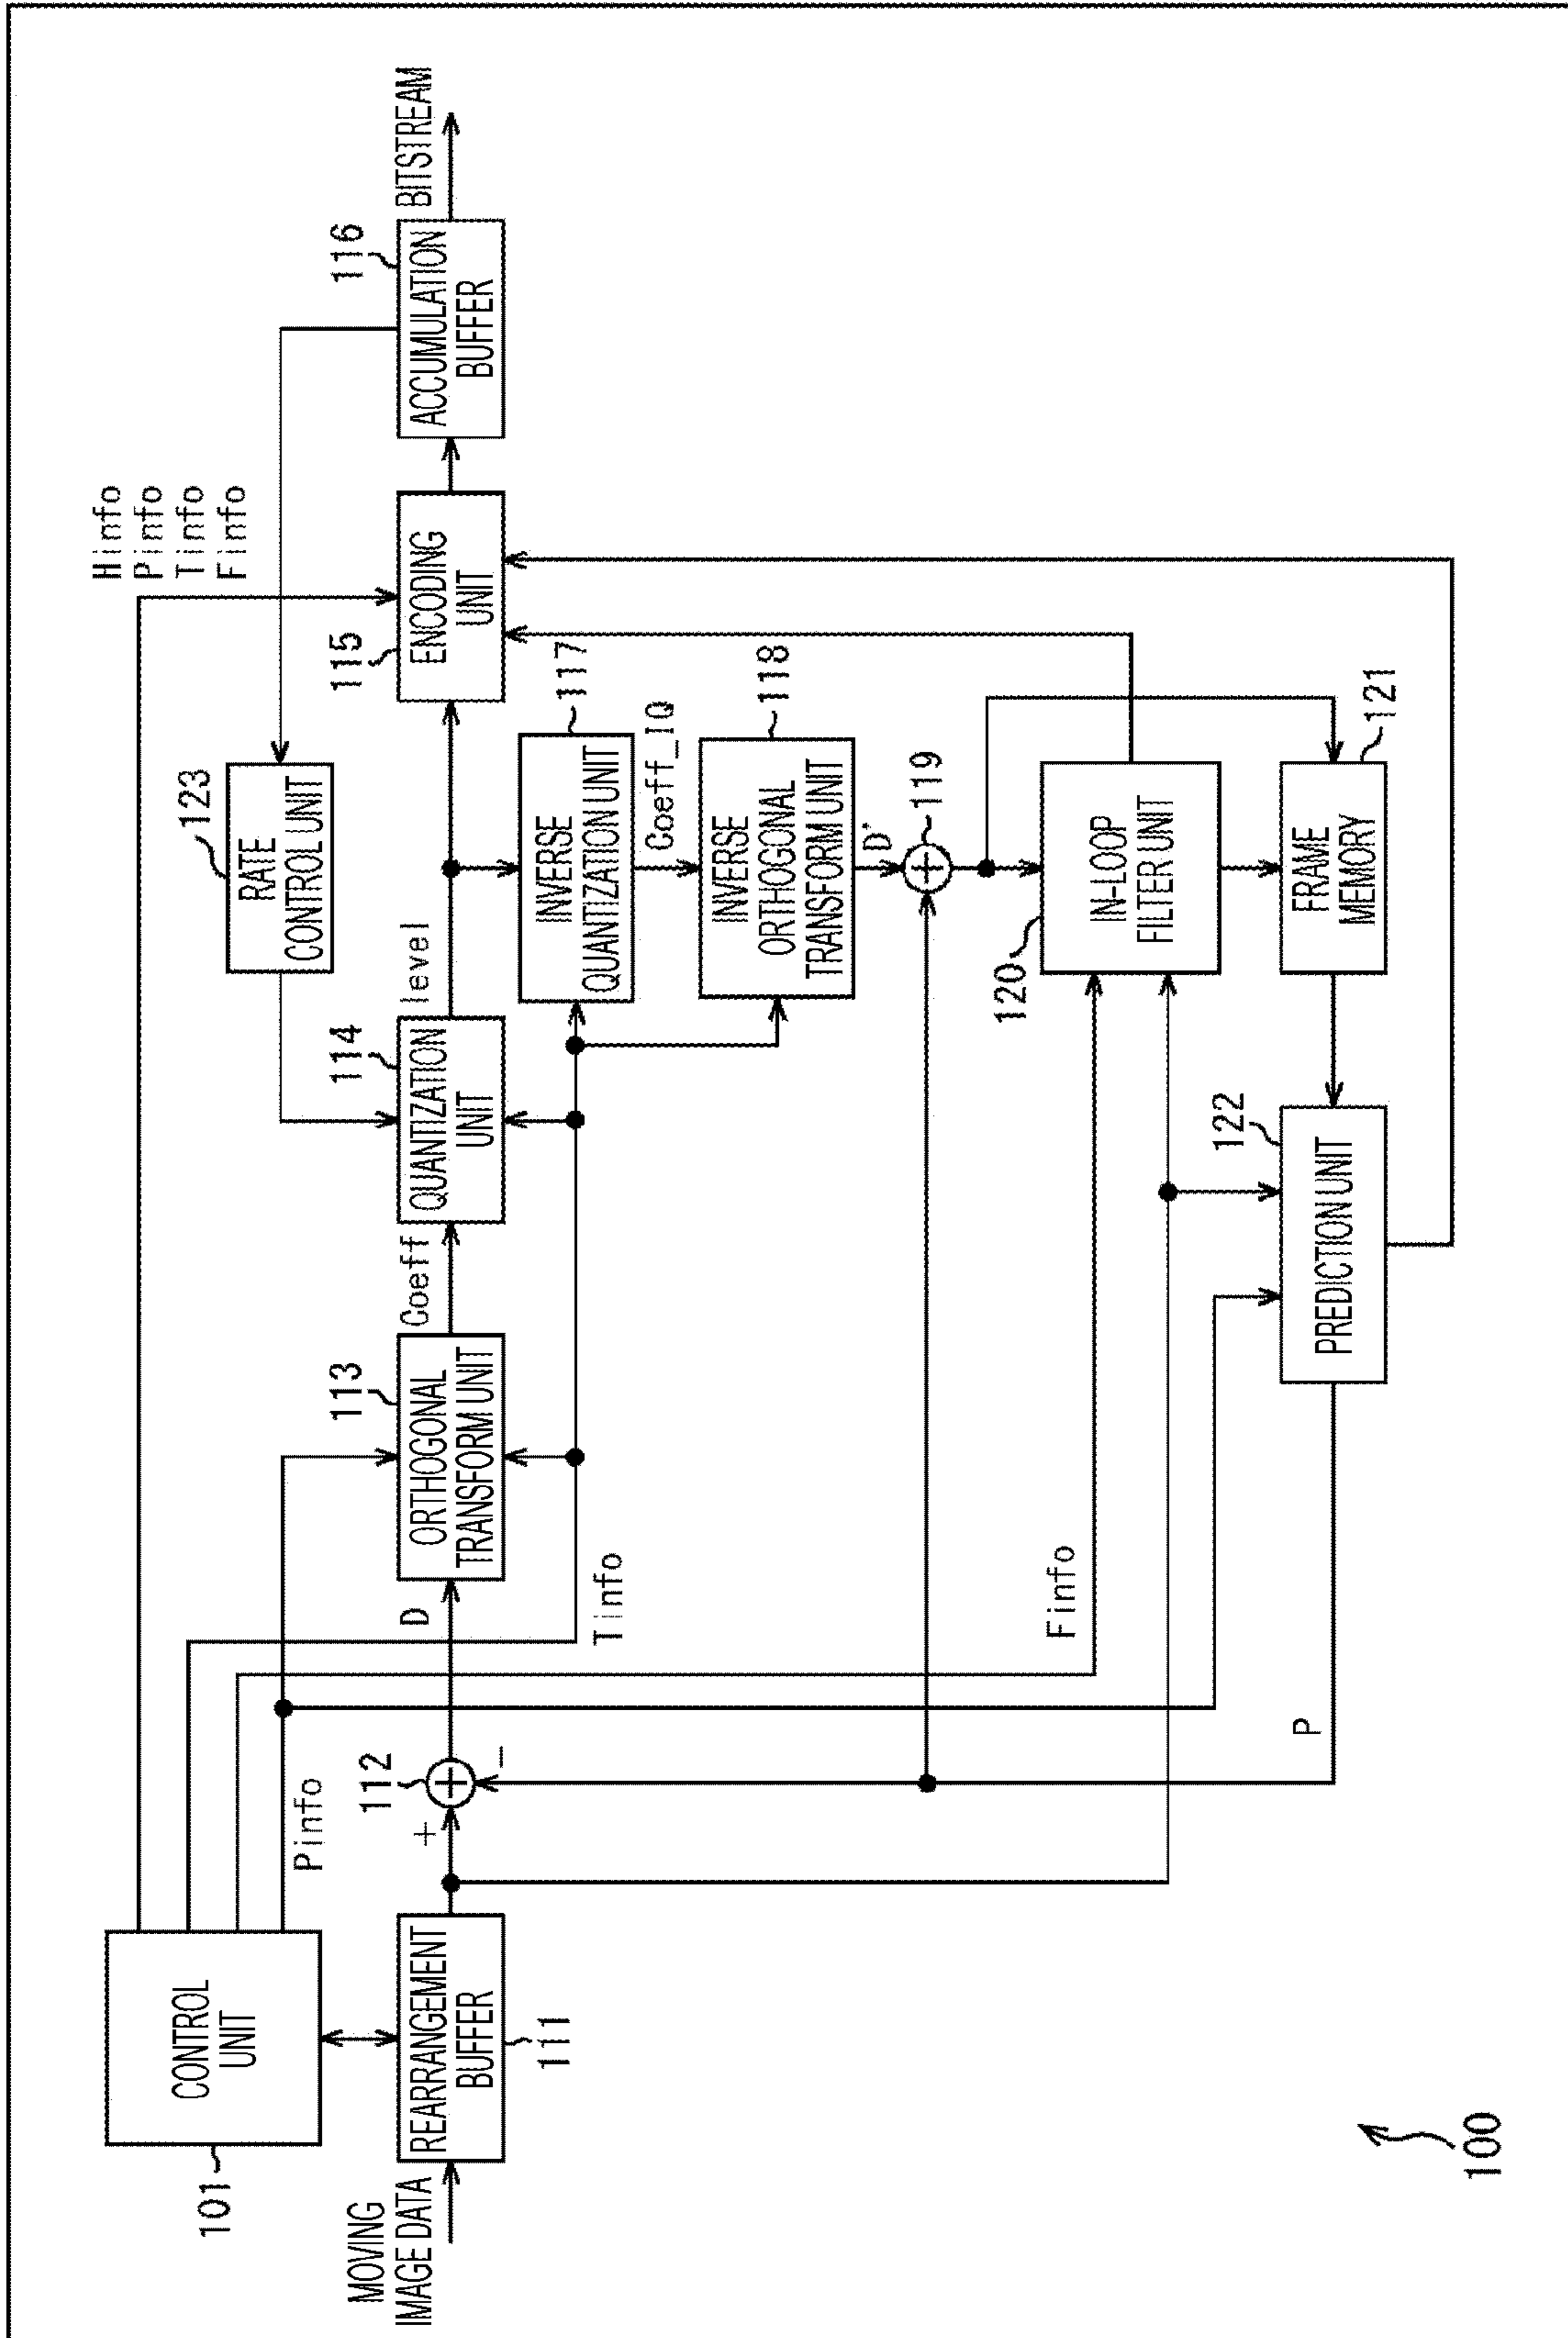 Hinfo
Pinfo
Tinfo
Finfo
CONTROL
UNIT
101
123
RATE
CONTROL UNIT
Pinfo
MOVING
IMAGE DATA
REARRANGEMENT
BUFFER
111
112
+
−
D
113
ORTHOGONAL
TRANSFORM UNIT
Coeff
114
QUANTIZATION
UNIT
level
115
ENCODING
UNIT
116
ACCUMULATION
BUFFER
BITSTREAM
Tinfo
INVERSE
QUANTIZATION UNIT
117
Coeff_IQ
INVERSE
ORTHOGONAL
TRANSFORM UNIT
118
D'
119
Finfo
120
IN-LOOP
FILTER UNIT
P
122
PREDICTION UNIT
FRAME
MEMORY
121
100